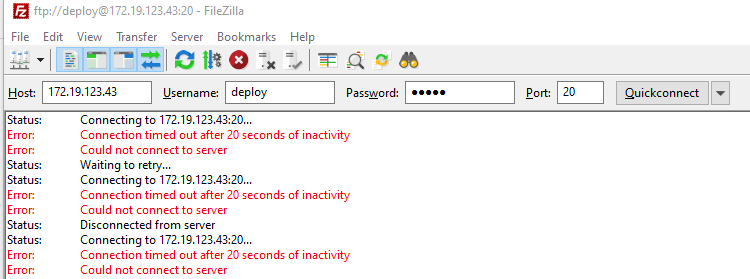 ftp://deploy@172.19.123.43:20 - FileZilla
File Edit View Transfer Server Bookmarks Help
Host: 172.19.123.43 Username: deploy Password: ●●●●● Port: 20 Quickconnect
Status: Connecting to 172.19.123.43:20...
Error: Connection timed out after 20 seconds of inactivity
Error: Could not connect to server
Status: Waiting to retry...
Status: Connecting to 172.19.123.43:20...
Error: Connection timed out after 20 seconds of inactivity
Error: Could not connect to server
Status: Disconnected from server
Status: Connecting to 172.19.123.43:20...
Error: Connection timed out after 20 seconds of inactivity
Error: Could not connect to server